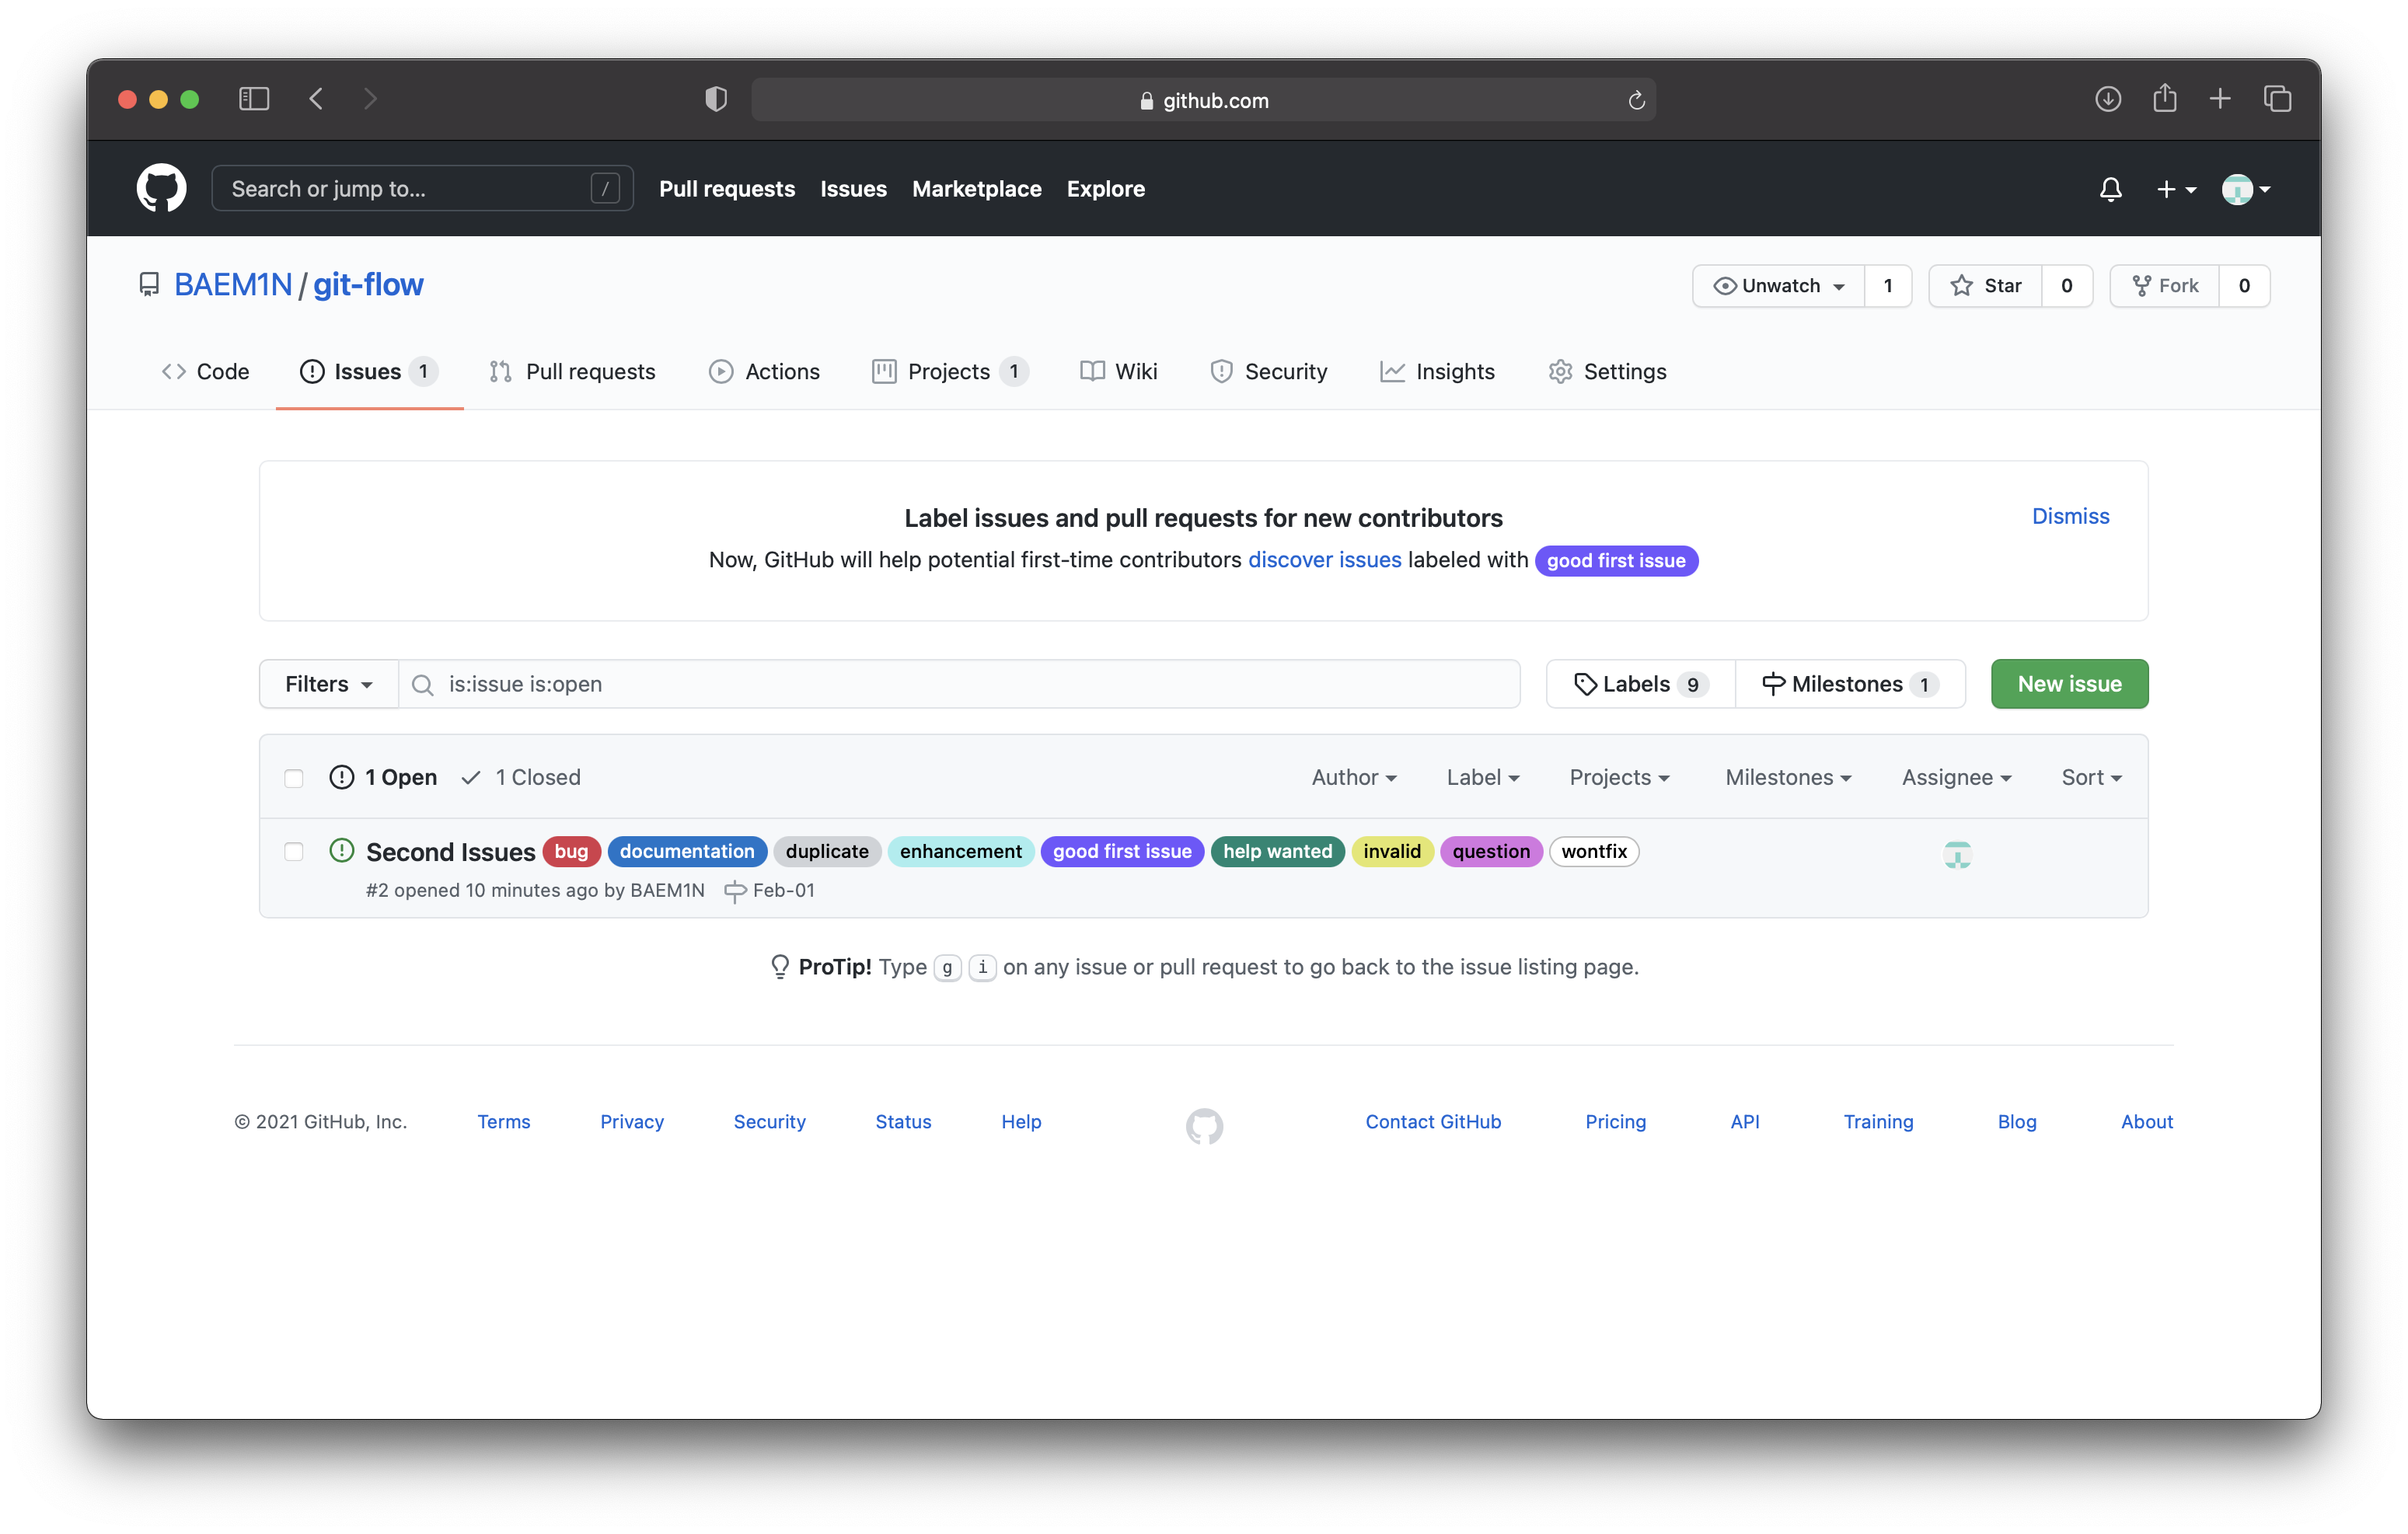 github.com
Search or jump to... / Pull requests Issues Marketplace Explore
BAEM1N / git-flow Unwatch 1 Star 0 Fork 0
Code Issues 1 Pull requests Actions Projects 1 Wiki Security Insights Settings
Label issues and pull requests for new contributors Dismiss
Now, GitHub will help potential first-time contributors discover issues labeled with good first issue
Filters is:issue is:open Labels 9 Milestones 1 New issue
1 Open 1 Closed Author Label Projects Milestones Assignee Sort
Second Issues bug documentation duplicate enhancement good first issue help wanted invalid question wontfix
#2 opened 10 minutes ago by BAEM1N Feb-01
ProTip! Type g i on any issue or pull request to go back to the issue listing page.
© 2021 GitHub, Inc. Terms Privacy Security Status Help Contact GitHub Pricing API Training Blog About